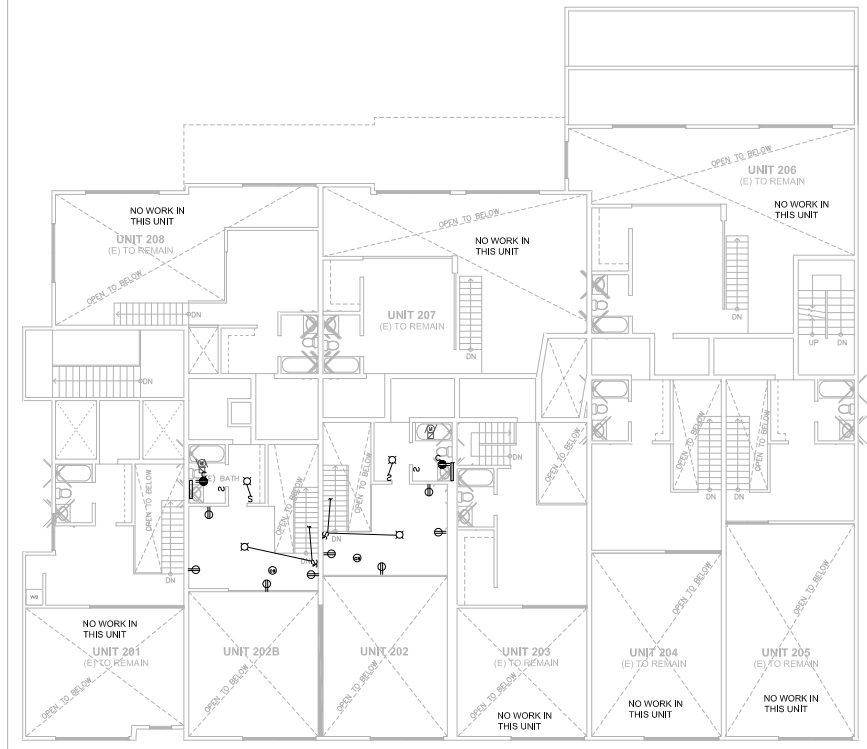 OPEN TO BELOW
UNIT 206
(E) TO REMAIN
NO WORK IN
THIS UNIT
NO WORK IN
THIS UNIT
UNIT 208
(E) TO REMAIN
OPEN TO BELOW
DN
OPEN TO BELOW
NO WORK IN
THIS UNIT
UNIT 207
(E) TO REMAIN
DN
DN
UP
DN
DN
(E) BATH
S
S
S
S
OPEN TO BELOW
OPEN TO BELOW
OPEN TO BELOW
DN
OPEN TO BELOW
OPEN TO BELOW
OPEN TO BELOW
DN
DN
DN
DN
DN
NO WORK IN
THIS UNIT
UNIT 201
(E) TO REMAIN
OPEN TO BELOW
UNIT 202B
OPEN TO BELOW
UNIT 202
OPEN TO BELOW
UNIT 203
(E) TO REMAIN
OPEN TO BELOW
NO WORK IN
THIS UNIT
UNIT 204
(E) TO REMAIN
OPEN TO BELOW
NO WORK IN
THIS UNIT
UNIT 205
(E) TO REMAIN
OPEN TO BELOW
NO WORK IN
THIS UNIT